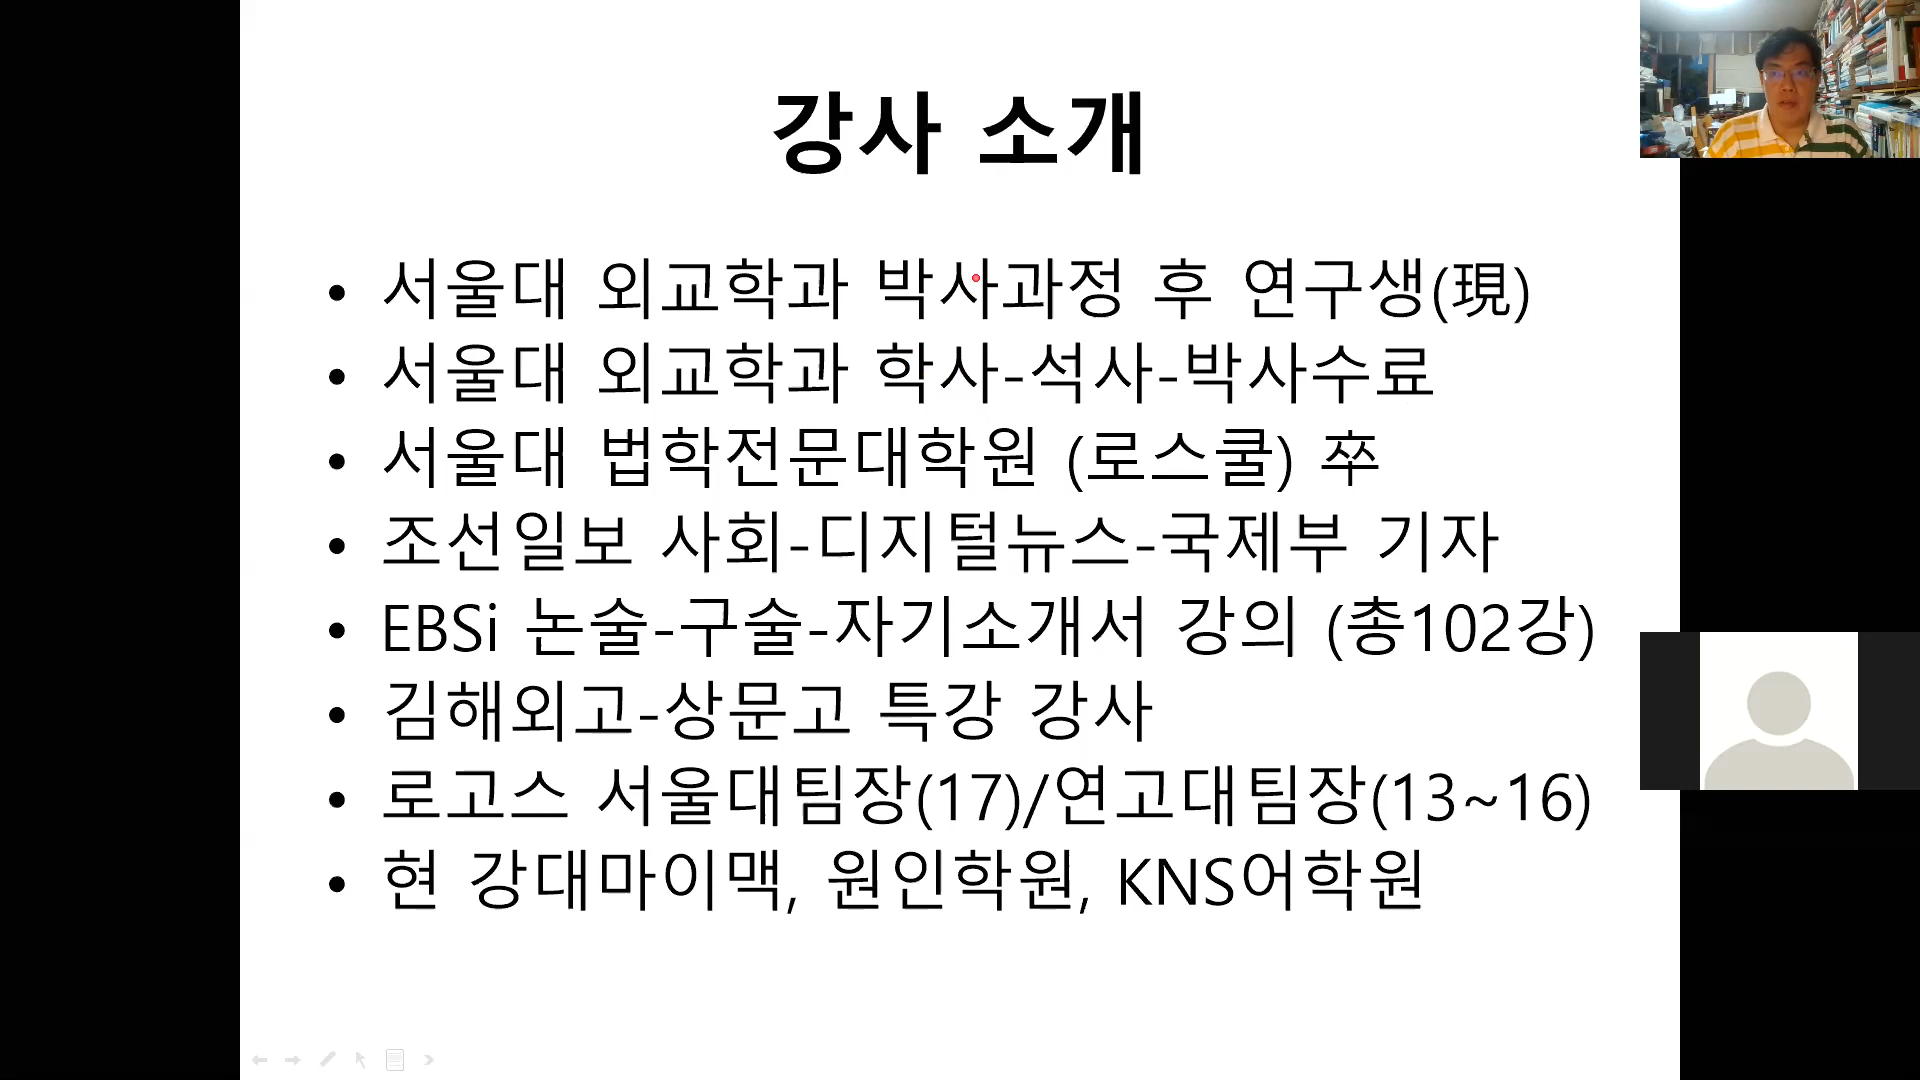 강사 소개
• 서울대 외교학과 박사과정 후 연구생(現)
• 서울대 외교학과 학사-석사-박사수료
• 서울대 법학전문대학원 (로스쿨) 卒
• 조선일보 사회-디지털뉴스-국제부 기자
• EBSi 논술-구술-자기소개서 강의 (총102강)
• 김해외고-상문고 특강 강사
• 로고스 서울대팀장(17)/연고대팀장(13~16)
• 현 강대마이맥, 원인학원, KNS어학원